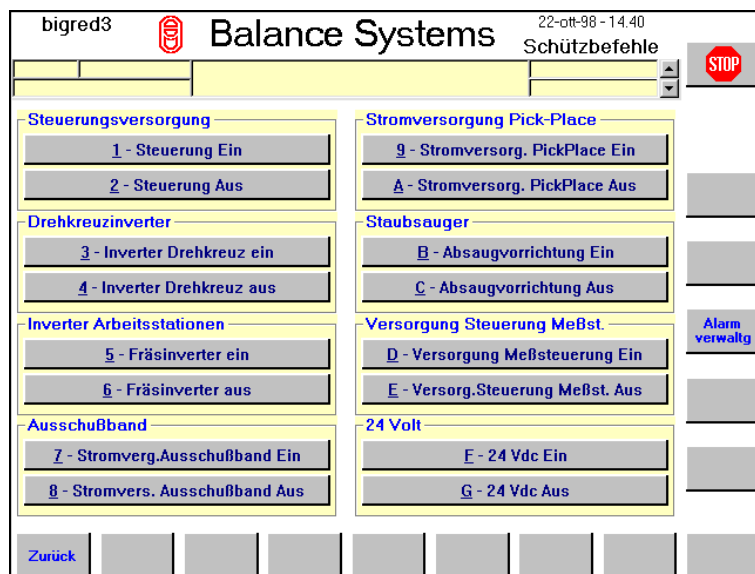 bigred3
Balance Systems
22-ott-98 - 14.40
Schützbefehle
STOP
Steuerungsversorgung
1 - Steuerung Ein
2 - Steuerung Aus
Drehkreuzinverter
3 - Inverter Drehkreuz ein
4 - Inverter Drehkreuz aus
Inverter Arbeitsstationen
5 - Fräsinverter ein
6 - Fräsinverter aus
Ausschußband
7 - Stromverg.Ausschußband Ein
8 - Stromvers. Ausschußband Aus
Stromversorgung Pick-Place
9 - Stromversorg. PickPlace Ein
A - Stromversorg. PickPlace Aus
Staubsauger
B - Absaugvorrichtung Ein
C - Absaugvorrichtung Aus
Versorgung Steuerung Meßst.
D - Versorgung Meßsteuerung Ein
E - Versorg.Steuerung Meßst. Aus
24 Volt
F - 24 Vdc Ein
G - 24 Vdc Aus
Alarm
verwaltg
Zurück